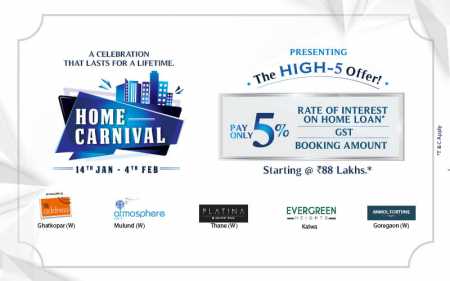 A CELEBRATION
THAT LASTS FOR A LIFETIME.
HOME
CARNIVAL
14TH JAN - 4TH FEB
PRESENTING
The HIGH-5 Offer!
PAY
ONLY
5%
RATE OF INTEREST
ON HOME LOAN*
GST
BOOKING AMOUNT
Starting @ ₹88 Lakhs.*
*T & C Apply
address
Ghatkopar (W)
atmosphere
Mulund (W)
PLATINA
Thane (W)
EVERGREEN
HEIGHTS
Kalwa
Goregaon (W)